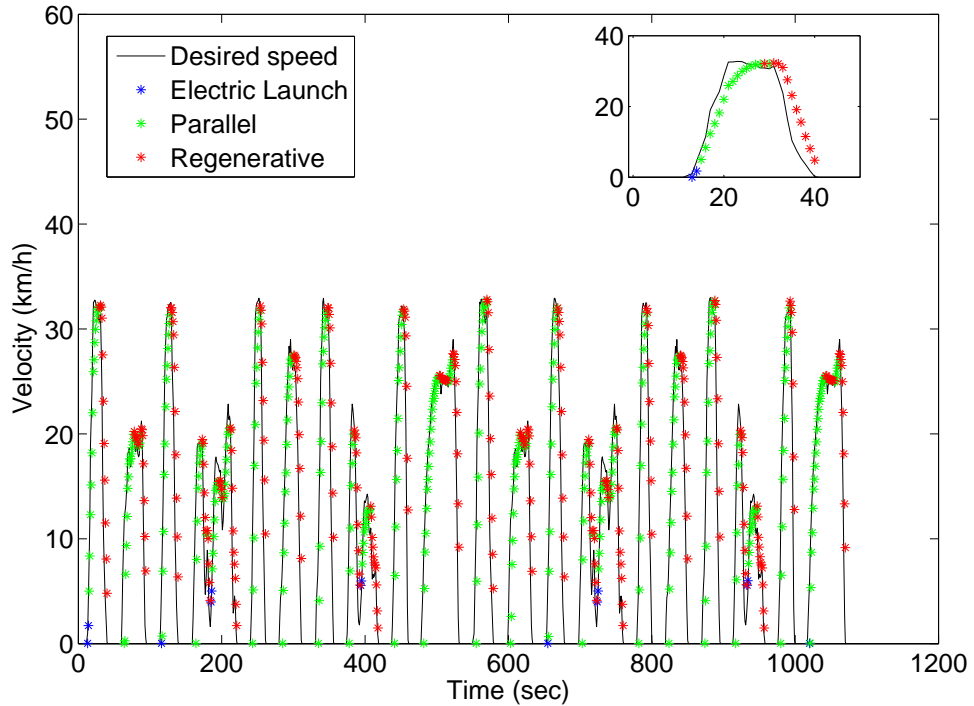 60
50
40
30
20
10
0
Velocity (km/h)
Desired speed
Electric Launch
Parallel
Regenerative
40
20
0
0 20 40
0 200 400 600 800 1000 1200
Time (sec)